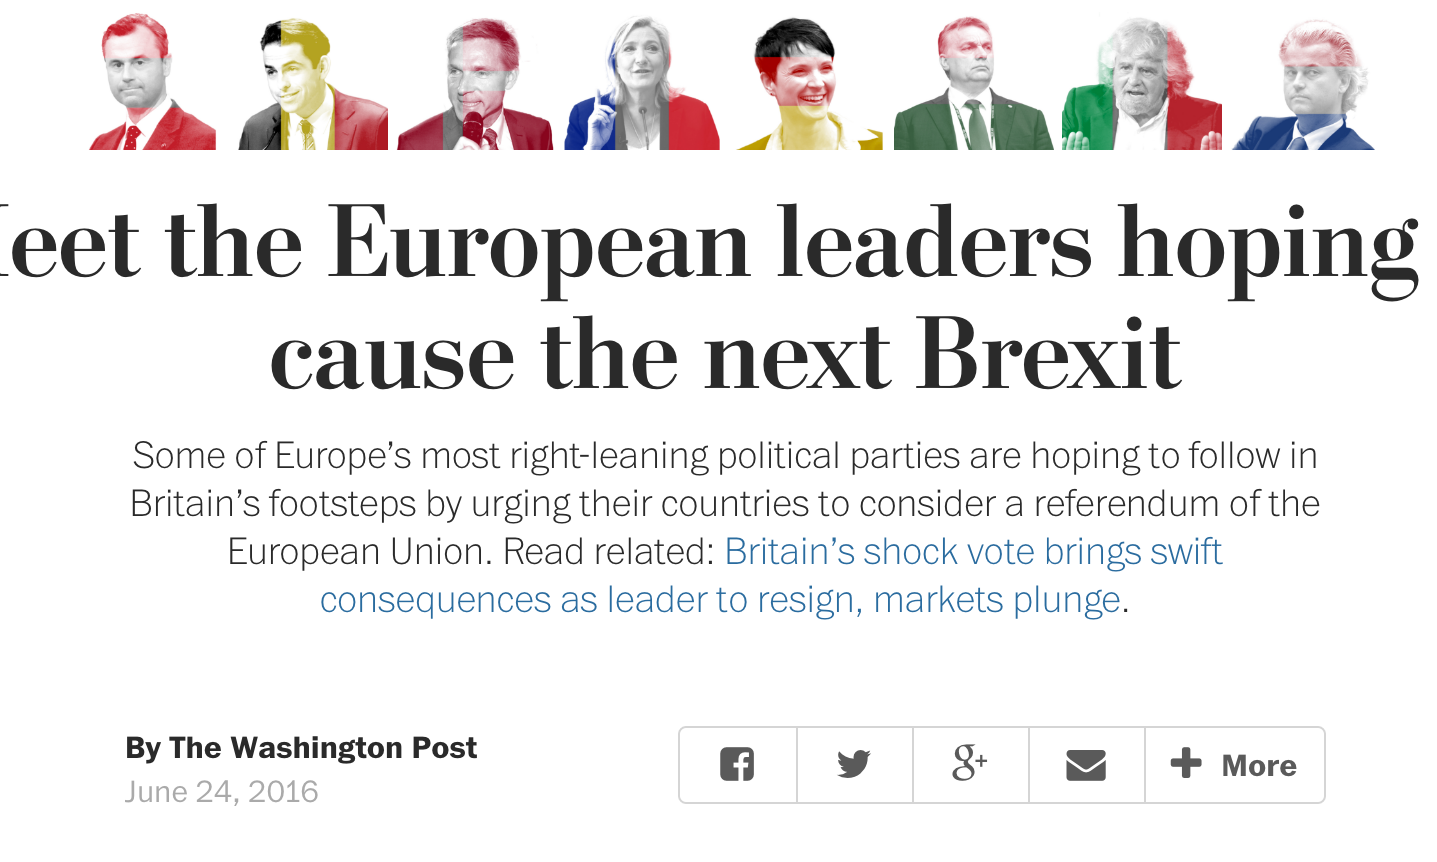 eet the European leaders hoping
cause the next Brexit
Some of Europe’s most right-leaning political parties are hoping to follow in
Britain’s footsteps by urging their countries to consider a referendum of the
European Union. Read related: Britain’s shock vote brings swift
consequences as leader to resign, markets plunge.
By The Washington Post
June 24, 2016
g+
More